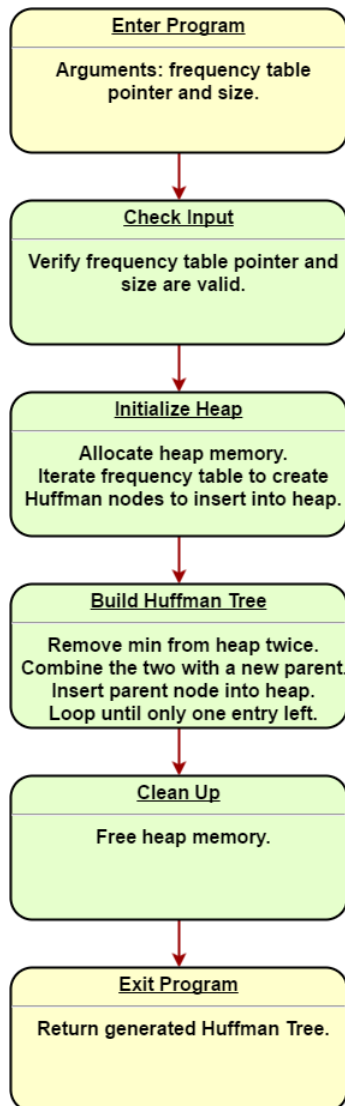 Enter Program
Arguments: frequency table
pointer and size.
Check Input
Verify frequency table pointer and
size are valid.
Initialize Heap
Allocate heap memory.
Iterate frequency table to create
Huffman nodes to insert into heap.
Build Huffman Tree
Remove min from heap twice.
Combine the two with a new parent.
Insert parent node into heap.
Loop until only one entry left.
Clean Up
Free heap memory.
Exit Program
Return generated Huffman Tree.